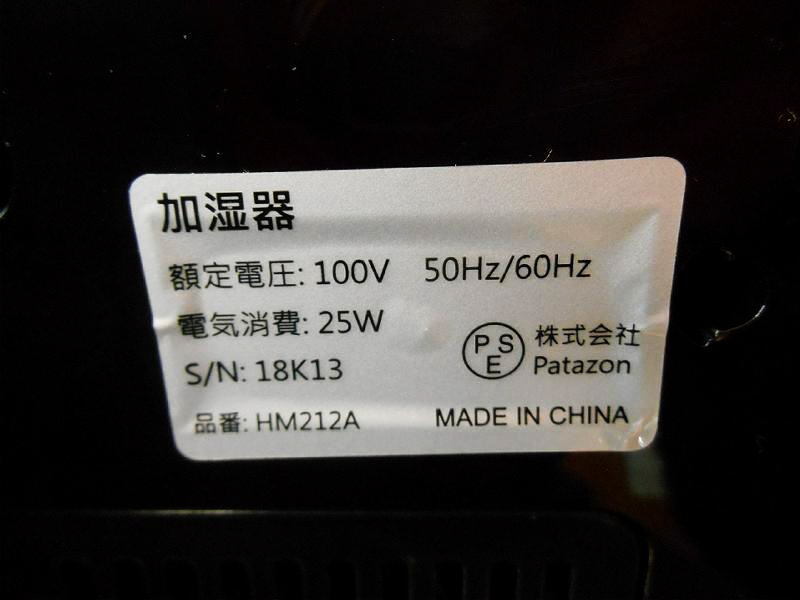 加湿器
額定電圧: 100V 50Hz/60Hz
電気消費: 25W
S/N: 18K13
PSE 株式会社
Patazon
品番: HM212A
MADE IN CHINA